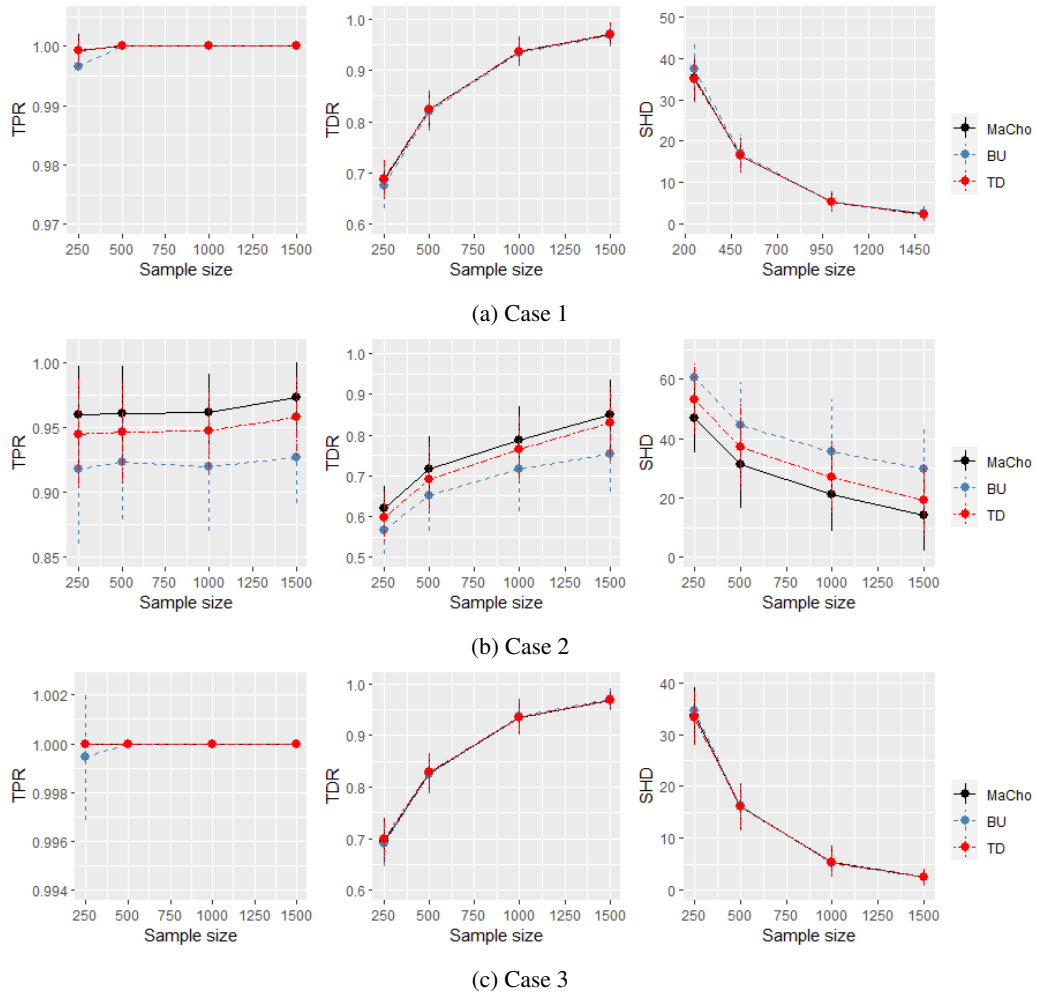 TPR
1.00
0.99
0.98
0.97
250 500 750 1000 1250 1500
Sample size
TDR
1.0
0.9
0.8
0.7
0.6
250 500 750 1000 1250 1500
Sample size
SHD
50
40
30
20
10
0
200 450 700 950 1200 1450
Sample size
MaCho
BU
TD
(a) Case 1
TPR
1.00
0.95
0.90
0.85
250 500 750 1000 1250 1500
Sample size
TDR
1.0
0.9
0.8
0.7
0.6
0.5
250 500 750 1000 1250 1500
Sample size
SHD
60
40
20
0
250 500 750 1000 1250 1500
Sample size
MaCho
BU
TD
(b) Case 2
TPR
1.002
1.000
0.998
0.996
0.994
250 500 750 1000 1250 1500
Sample size
TDR
1.0
0.9
0.8
0.7
0.6
250 500 750 1000 1250 1500
Sample size
SHD
40
30
20
10
0
250 500 750 1000 1250 1500
Sample size
MaCho
BU
TD
(c) Case 3